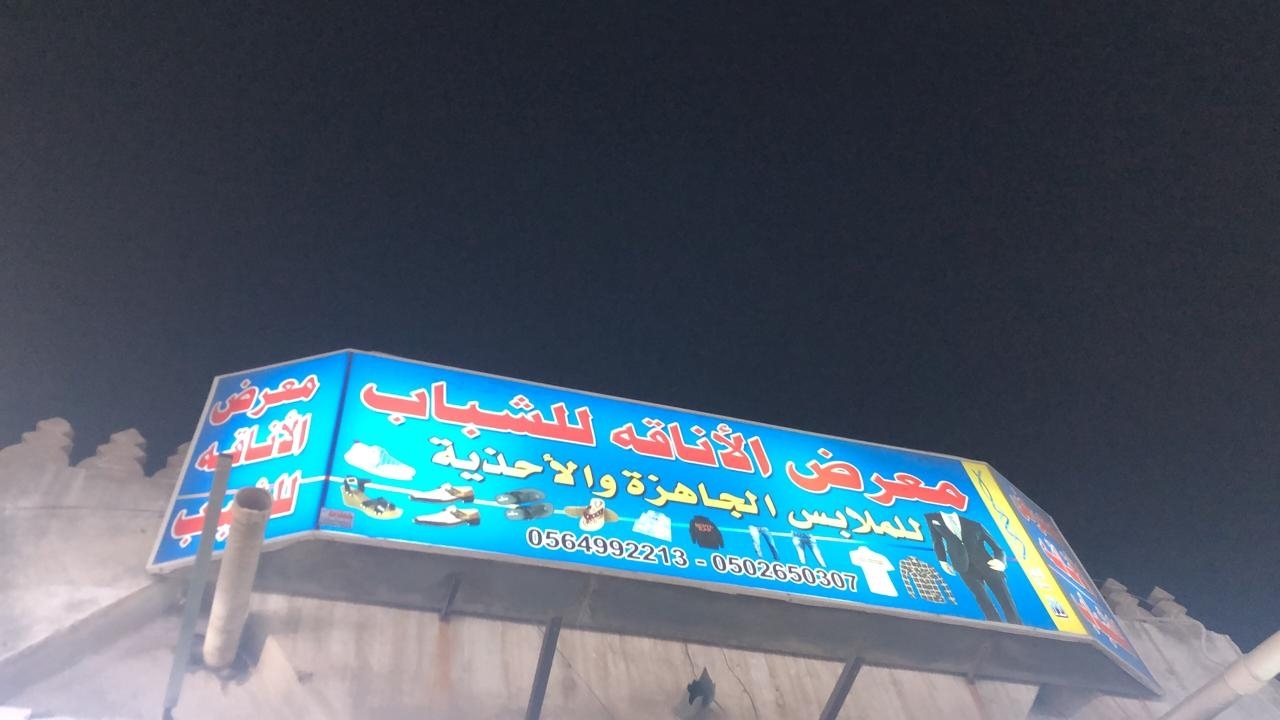 معرض الأناقه للشباب
للملابس الجاهزة والأحذية
0564992213 - 0502650307
معرض
الأناقه
للشباب